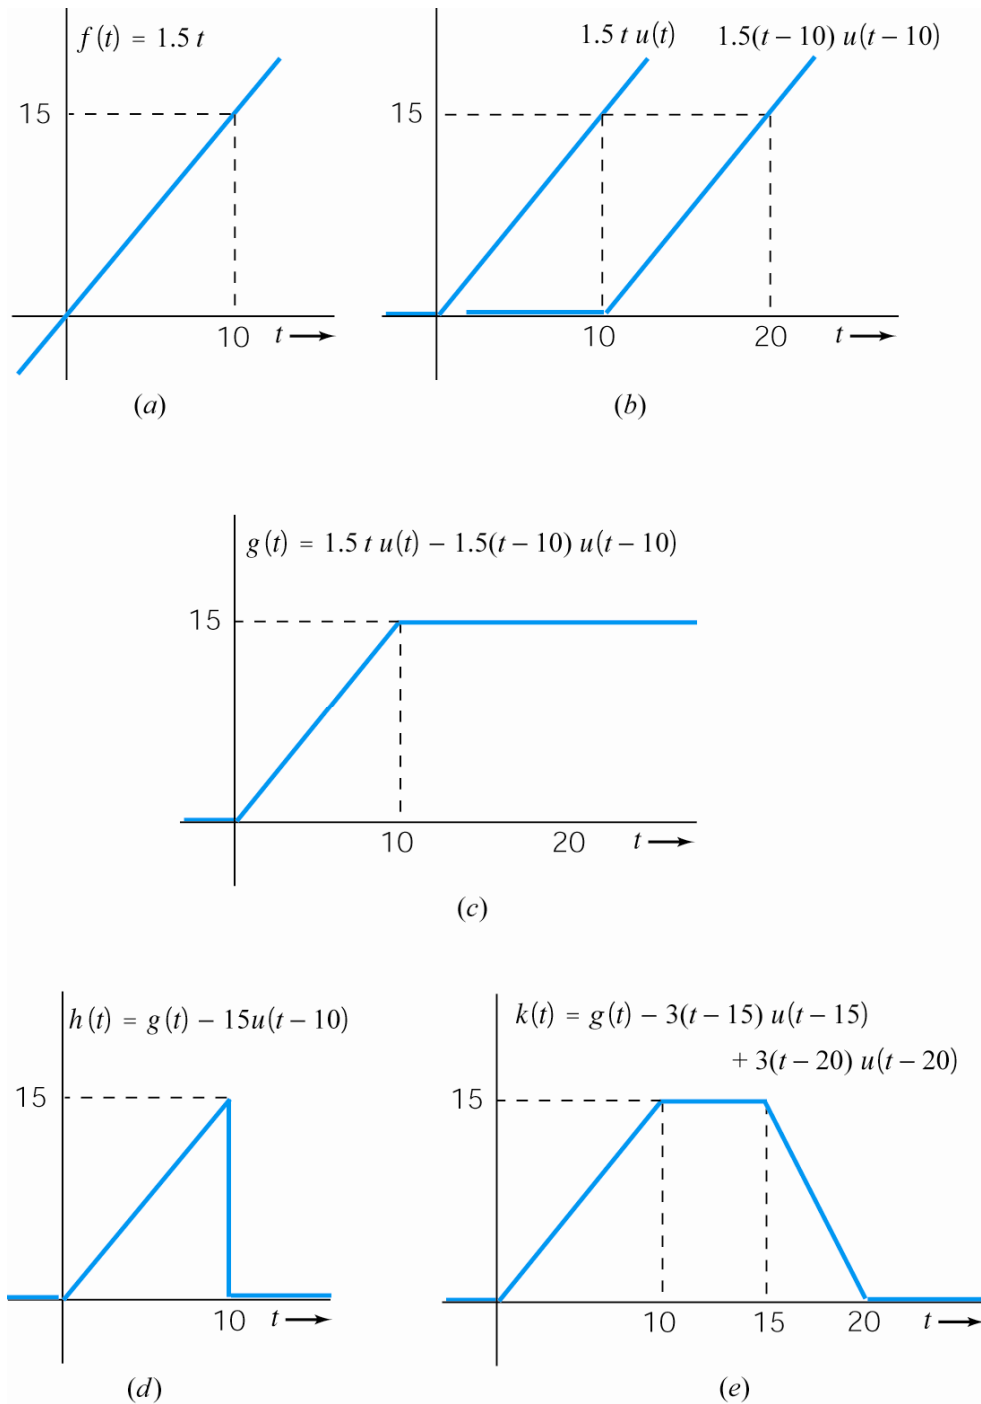 f(t) = 1.5 t
15
10 t
(a)
1.5 t u(t) 1.5(t – 10) u(t – 10)
15
10 20 t
(b)
g(t) = 1.5 t u(t) – 1.5(t – 10) u(t – 10)
15
10 20 t
(c)
h(t) = g(t) – 15u(t – 10)
15
10 t
(d)
k(t) = g(t) – 3(t – 15) u(t – 15)
+ 3(t – 20) u(t – 20)
15
10 15 20 t
(e)